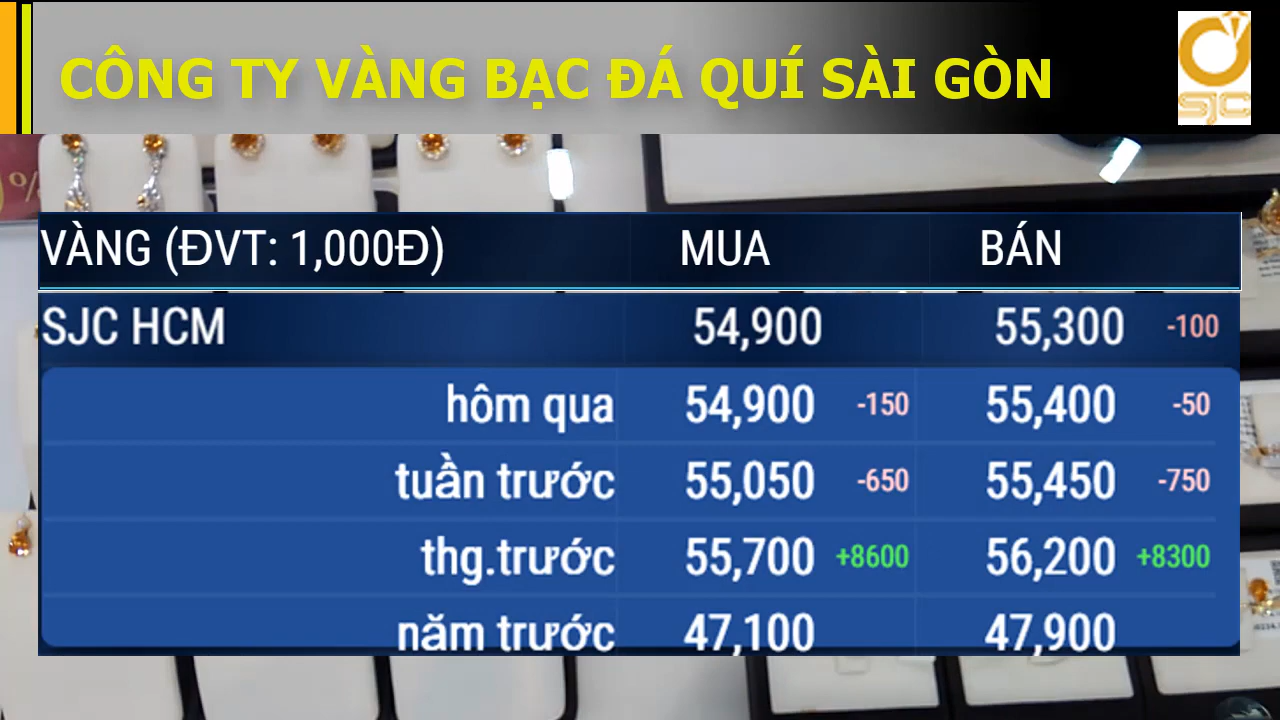 CÔNG TY VÀNG BẠC ĐÁ QUÍ SÀI GÒN
SJC
%
VÀNG (ĐVT: 1,000Đ) MUA BÁN
SJC HCM 54,900 55,300 -100
hôm qua 54,900 -150 55,400 -50
tuần trước 55,050 -650 55,450 -750
thg.trước 55,700 +8600 56,200 +8300
năm trước 47,100 47,900